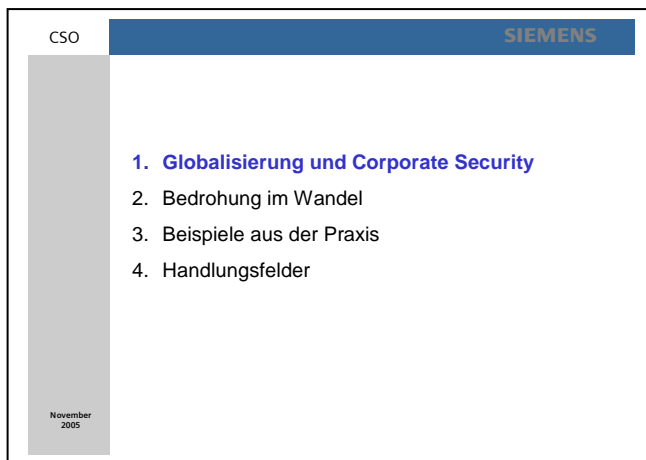 CSO
SIEMENS
1. Globalisierung und Corporate Security
2. Bedrohung im Wandel
3. Beispiele aus der Praxis
4. Handlungsfelder
November
2005